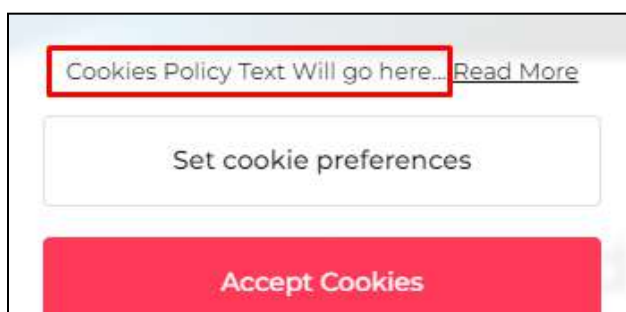 Cookies Policy Text Will go here... Read More
Set cookie preferences
Accept Cookies